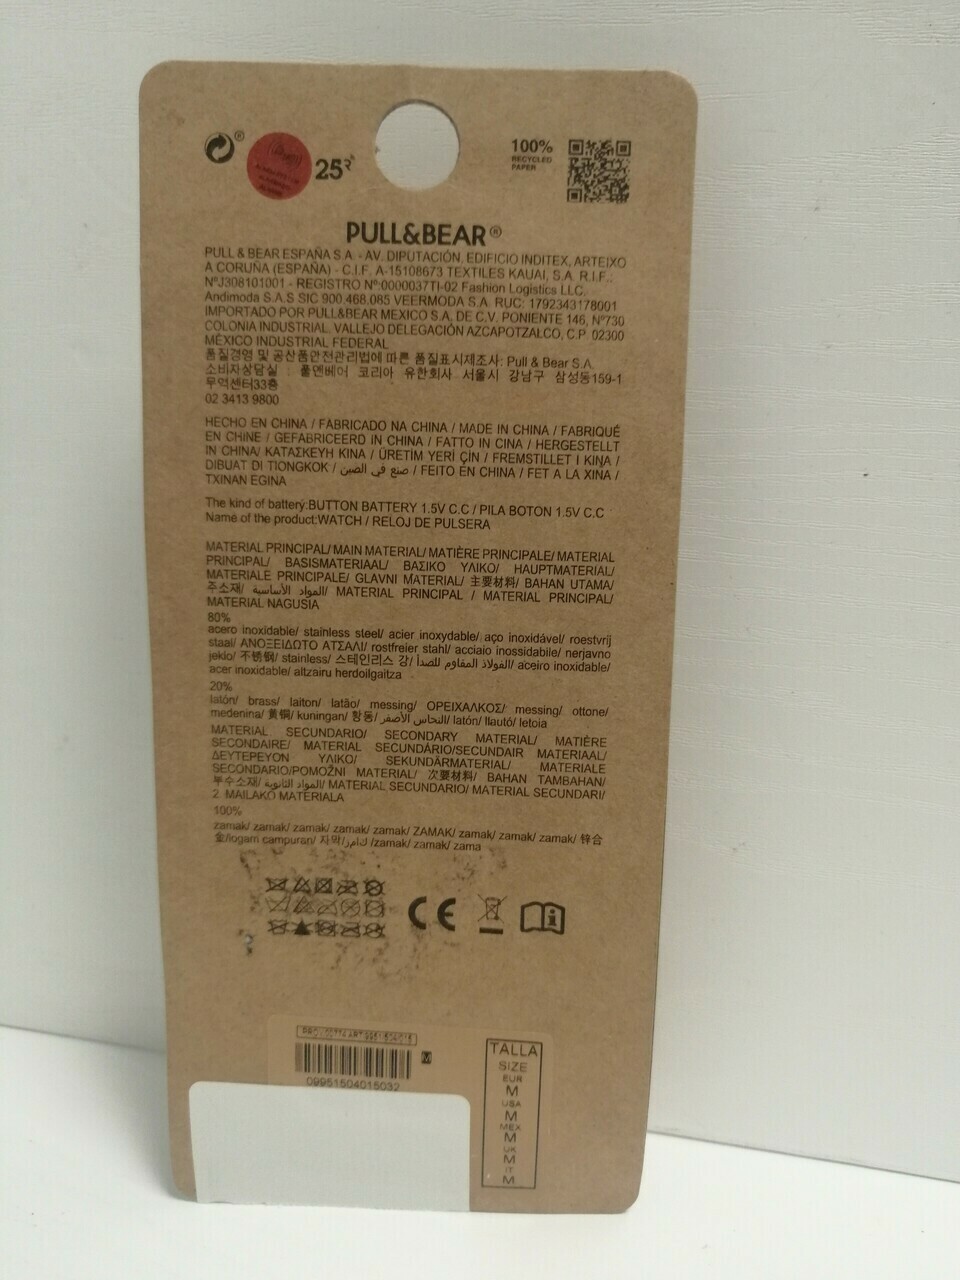 25
100%
RECYCLED
PAPER
PULL&BEAR®
PULL & BEAR ESPAÑA S.A. - AV. DIPUTACIÓN, EDIFICIO INDITEX, ARTEIXO
A CORUÑA (ESPAÑA) - C.I.F. A-15108673 TEXTILES KAUAI, S.A. R.I.F.:
NºJ308101001 - REGISTRO Nº:0000037TI-02 Fashion Logistics LLC.
Andimoda S.A.S SIC 900.468.085 VEERMODA S.A. RUC: 1792343178001
IMPORTADO POR PULL&BEAR MEXICO S.A. DE C.V. PONIENTE 146, Nº730
COLONIA INDUSTRIAL. VALLEJO DELEGACIÓN AZCAPOTZALCO, C.P. 02300
MÉXICO INDUSTRIAL FEDERAL
품질경영 및 공산품안전관리법에 따른 품질표시제조사: Pull & Bear S.A.
소비자상담실 : 풀앤베어 코리아 유한회사 서울시 강남구 삼성동159-1
무역센터33층
02 3413 9800
HECHO EN CHINA / FABRICADO NA CHINA / MADE IN CHINA / FABRIQUÉ
EN CHINE / GEFABRICEERD IN CHINA / FATTO IN CINA / HERGESTELLT
IN CHINA/ ΚΑΤΑΣΚΕΥΗ ΚΙΝΑ / ÜRETİM YERİ ÇİN / FREMSTILLET I KINA /
DIBUAT DI TIONGKOK / صنع في الصين / FEITO EN CHINA / FET A LA XINA /
TXINAN EGINA
The kind of battery:BUTTON BATTERY 1.5V C.C / PILA BOTON 1.5V C.C
Name of the product:WATCH / RELOJ DE PULSERA
MATERIAL PRINCIPAL/ MAIN MATERIAL/ MATIÈRE PRINCIPALE/ MATERIAL
PRINCIPAL/ BASISMATERIAAL/ ΒΑΣΙΚΟ ΥΛΙΚΟ/ HAUPTMATERIAL/
MATERIALE PRINCIPALE/ GLAVNI MATERIAL/ 主要材料/ BAHAN UTAMA/
주소재/ المواد الأساسية/ MATERIAL PRINCIPAL / MATERIAL PRINCIPAL/
MATERIAL NAGUSIA
80%
acero inoxidable/ stainless steel/ acier inoxydable/ aço inoxidável/ roestvrij
staal/ ΑΝΟΞΕΙΔΩΤΟ ΑΤΣΑΛΙ/ rostfreier stahl/ acciaio inossidabile/ nerjavno
jeklo/ 不锈钢/ stainless/ 스테인리스 강/ الفولاذ المقاوم للصدأ/ aceiro inoxidable/
acer inoxidable/ altzairu herdoilgaitza
20%
latón/ brass/ laiton/ latão/ messing/ ΟΡΕΙΧΑΛΚΟΣ/ messing/ ottone/
medenina/ 黄铜/ kuningan/ 황동/ النحاس الأصفر/ latón/ llautó/ letoia
MATERIAL SECUNDARIO/ SECONDARY MATERIAL/ MATIÈRE
SECONDAIRE/ MATERIAL SECUNDÁRIO/SECUNDAIR MATERIAAL/
ΔΕΥΤΕΡΕΥΟΝ ΥΛΙΚΟ/ SEKUNDÄRMATERIAL/ MATERIALE
SECONDARIO/POMOŽNI MATERIAL/ 次要材料/ BAHAN TAMBAHAN/
부수소재/ المواد الثانوية/ MATERIAL SECUNDARIO/ MATERIAL SECUNDARI/
2. MAILAKO MATERIALA
100%
zamak/ zamak/ zamak/ zamak/ zamak/ ZAMAK/ zamak/ zamak/ zamak/ 锌合
金/logam campuran/ 자막/زاماك /zamak/ zamak/ zama
CE
09951504015032
M
TALLA
SIZE
EUR
M
USA
M
MEX
M
UK
M
IT
M